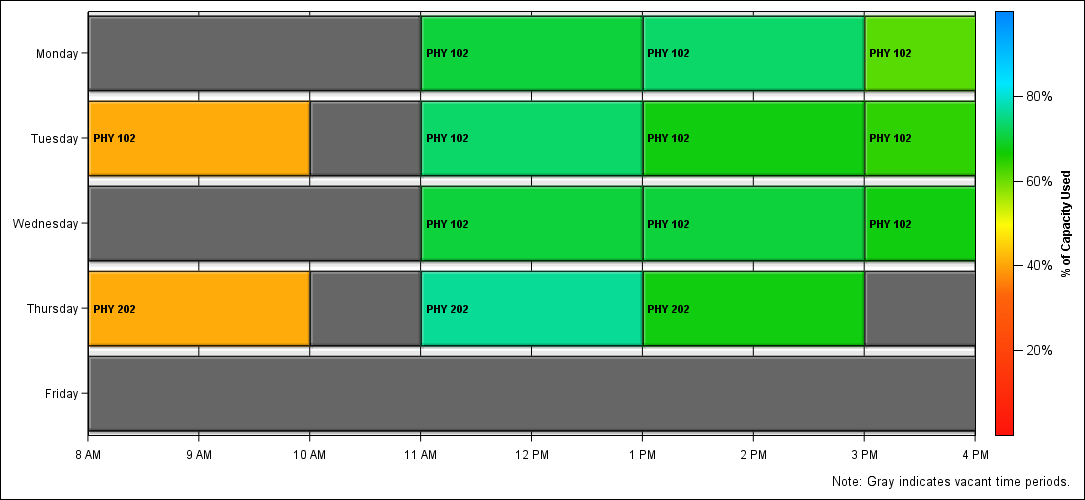 Monday
PHY 102
PHY 102
PHY 102
Tuesday
PHY 102
PHY 102
PHY 102
PHY 102
Wednesday
PHY 102
PHY 102
PHY 102
Thursday
PHY 202
PHY 202
PHY 202
Friday
8 AM
9 AM
10 AM
11 AM
12 PM
1 PM
2 PM
3 PM
4 PM
80%
60%
40%
20%
% of Capacity Used
Note: Gray indicates vacant time periods.